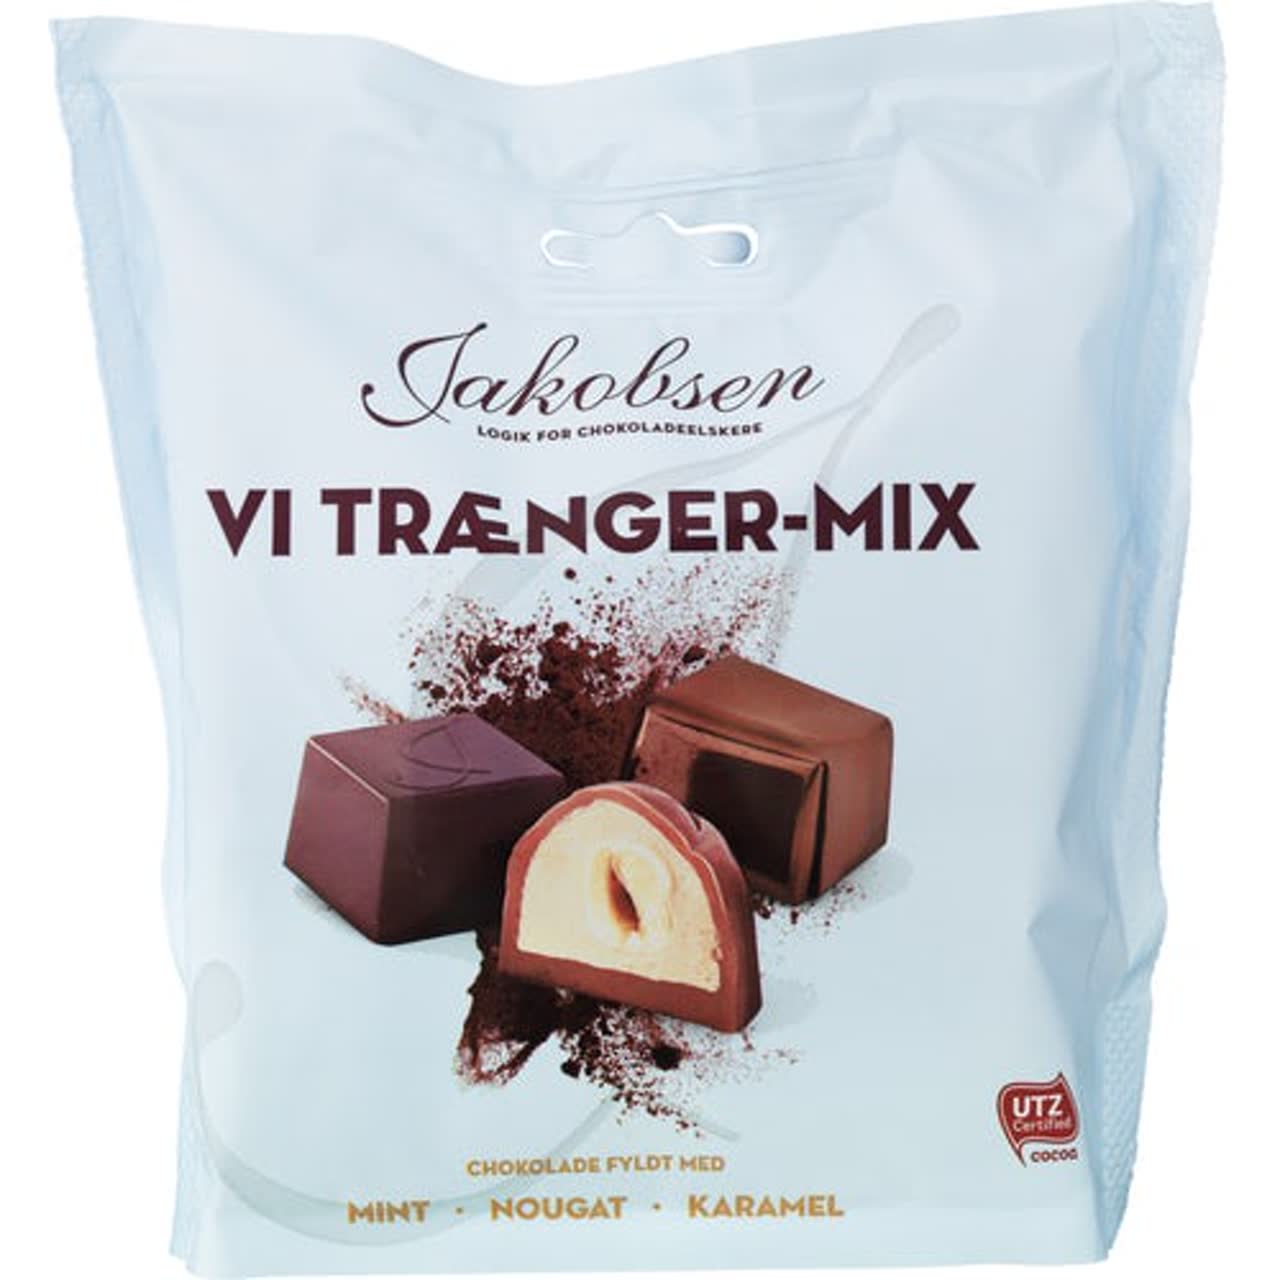 Jakobsen
LOGIK FOR CHOKOLADEELSKERE
VI TRÆNGER-MIX
UTZ
Certified
cocoa
CHOKOLADE FYLDT MED
MINT · NOUGAT · KARAMEL